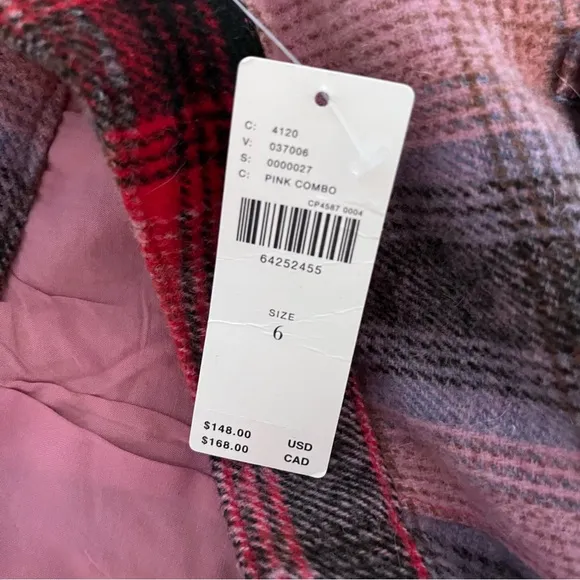 C: 4120
V: 037006
S: 0000027
C: PINK COMBO
CP4587 0004
64252455
SIZE
6
$148.00 USD
$168.00 CAD